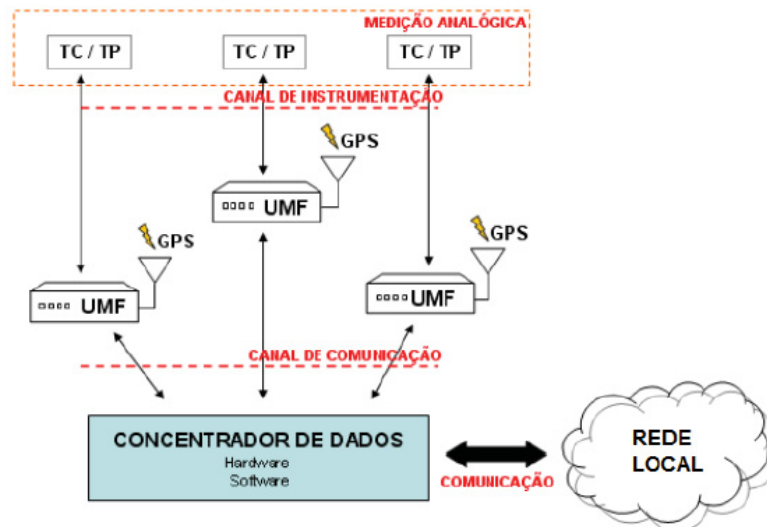 MEDIÇÃO ANALÓGICA
TC / TP
TC / TP
TC / TP
CANAL DE INSTRUMENTAÇÃO
GPS
UMF
GPS
UMF
GPS
UMF
CANAL DE COMUNICAÇÃO
CONCENTRADOR DE DADOS
Hardware
Software
COMUNICAÇÃO
REDE
LOCAL